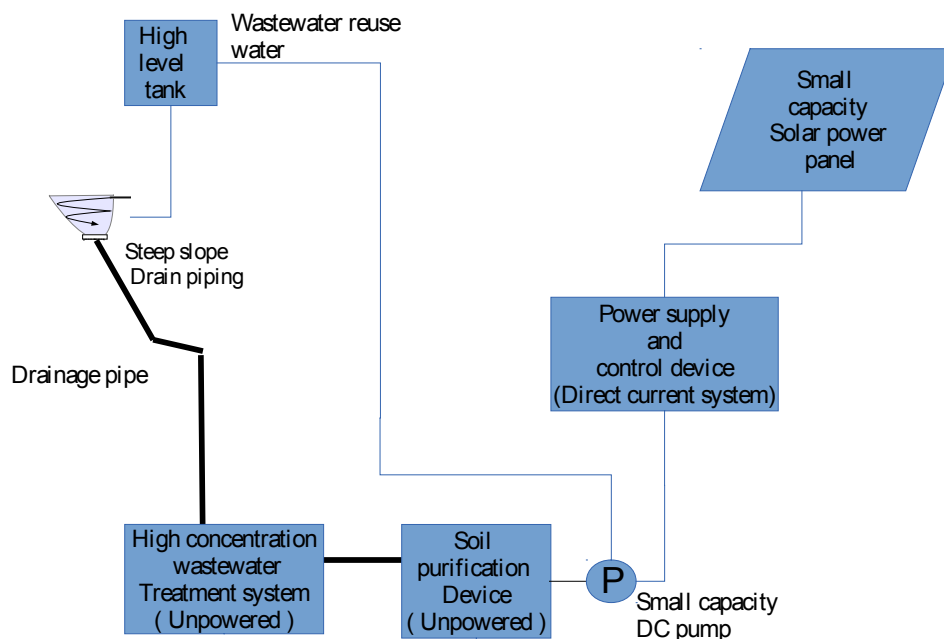 High
level
tank
Wastewater reuse
water
Small
capacity
Solar power
panel
Steep slope
Drain piping
Drainage pipe
Power supply
and
control device
(Direct current system)
High concentration
wastewater
Treatment system
( Unpowered )
Soil
purification
Device
( Unpowered )
P
Small capacity
DC pump